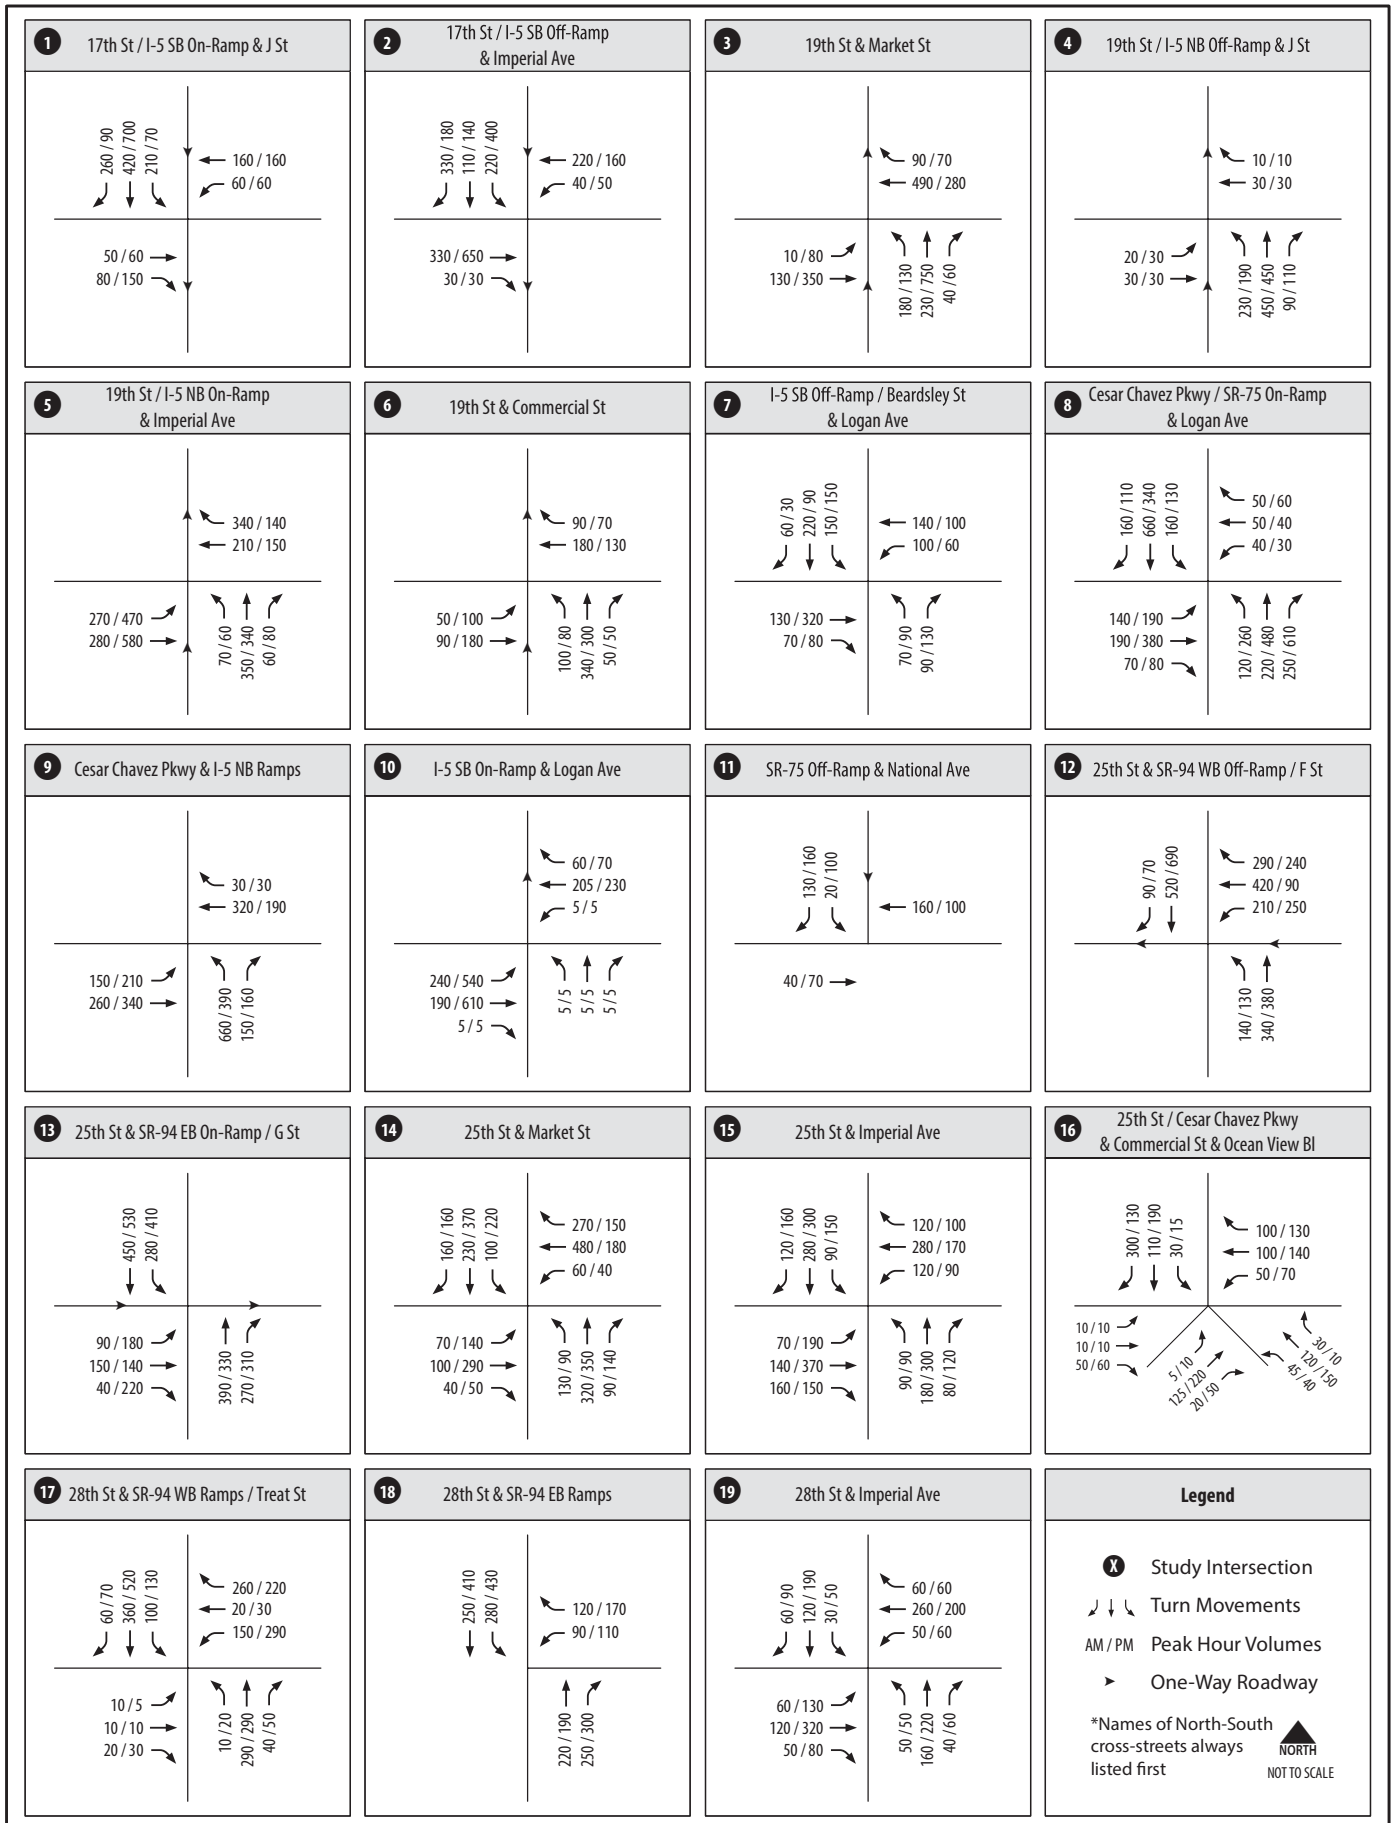 1
17th St / I-5 SB On-Ramp & J St
260 / 90
420 / 700
210 / 70
160 / 160
60 / 60
50 / 60
80 / 150
2
17th St / I-5 SB Off-Ramp
& Imperial Ave
330 / 180
110 / 140
220 / 400
220 / 160
40 / 50
330 / 650
30 / 30
3
19th St & Market St
90 / 70
490 / 280
10 / 80
130 / 350
180 / 130
230 / 750
40 / 60
4
19th St / I-5 NB Off-Ramp & J St
10 / 10
30 / 30
20 / 30
30 / 30
230 / 190
450 / 450
90 / 110
5
19th St / I-5 NB On-Ramp
& Imperial Ave
340 / 140
210 / 150
270 / 470
280 / 580
70 / 60
350 / 340
60 / 80
6
19th St & Commercial St
90 / 70
180 / 130
50 / 100
90 / 180
100 / 80
340 / 300
50 / 50
7
I-5 SB Off-Ramp / Beardsley St
& Logan Ave
60 / 30
220 / 90
150 / 150
140 / 100
100 / 60
130 / 320
70 / 80
70 / 90
90 / 130
8
Cesar Chavez Pkwy / SR-75 On-Ramp
& Logan Ave
160 / 110
660 / 340
160 / 130
50 / 60
50 / 40
40 / 30
140 / 190
190 / 380
70 / 80
120 / 260
220 / 480
250 / 610
9
Cesar Chavez Pkwy & I-5 NB Ramps
30 / 30
320 / 190
150 / 210
260 / 340
660 / 390
150 / 160
10
I-5 SB On-Ramp & Logan Ave
60 / 70
205 / 230
5 / 5
240 / 540
190 / 610
5 / 5
5 / 5
5 / 5
5 / 5
11
SR-75 Off-Ramp & National Ave
130 / 160
20 / 100
160 / 100
40 / 70
12
25th St & SR-94 WB Off-Ramp / F St
90 / 70
520 / 690
290 / 240
420 / 90
210 / 250
140 / 130
340 / 380
13
25th St & SR-94 EB On-Ramp / G St
450 / 530
280 / 410
90 / 180
150 / 140
40 / 220
390 / 330
270 / 310
14
25th St & Market St
160 / 160
230 / 370
100 / 220
270 / 150
480 / 180
60 / 40
70 / 140
100 / 290
40 / 50
130 / 90
320 / 350
90 / 140
15
25th St & Imperial Ave
120 / 160
280 / 300
90 / 150
120 / 100
280 / 170
120 / 90
70 / 190
140 / 370
160 / 150
90 / 90
180 / 300
80 / 120
16
25th St / Cesar Chavez Pkwy
& Commercial St & Ocean View Bl
300 / 130
110 / 190
30 / 15
100 / 130
100 / 140
50 / 70
10 / 10
10 / 10
50 / 60
5 / 10
125 / 220
20 / 50
30 / 10
120 / 150
45 / 40
17
28th St & SR-94 WB Ramps / Treat St
60 / 70
360 / 520
100 / 130
260 / 220
20 / 30
150 / 290
10 / 5
10 / 10
20 / 30
10 / 20
290 / 290
40 / 50
18
28th St & SR-94 EB Ramps
250 / 410
280 / 430
120 / 170
90 / 110
220 / 190
250 / 300
19
28th St & Imperial Ave
60 / 90
120 / 190
30 / 50
60 / 60
260 / 200
50 / 60
60 / 130
120 / 320
50 / 80
50 / 50
160 / 220
40 / 60
Legend
X Study Intersection
Turn Movements
AM / PM Peak Hour Volumes
One-Way Roadway
*Names of North-South
cross-streets always
listed first
NORTH
NOT TO SCALE